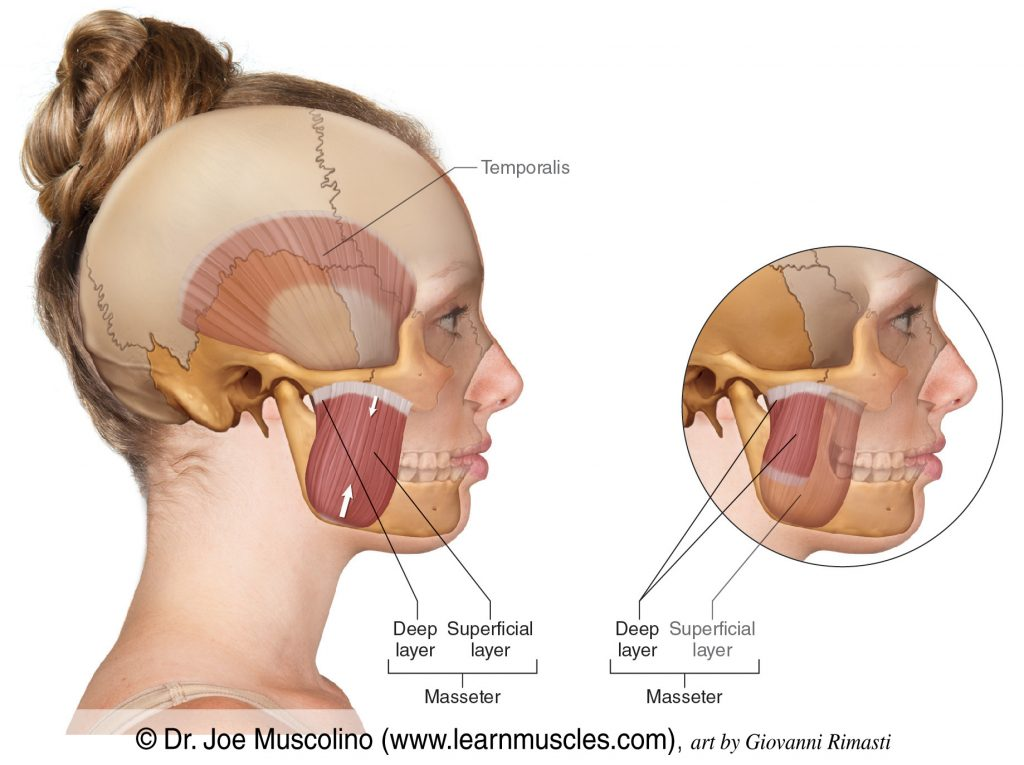 Temporalis
Deep layer
Superficial layer
Masseter
Deep layer
Superficial layer
Masseter
© Dr. Joe Muscolino (www.learnmuscles.com), art by Giovanni Rimasti